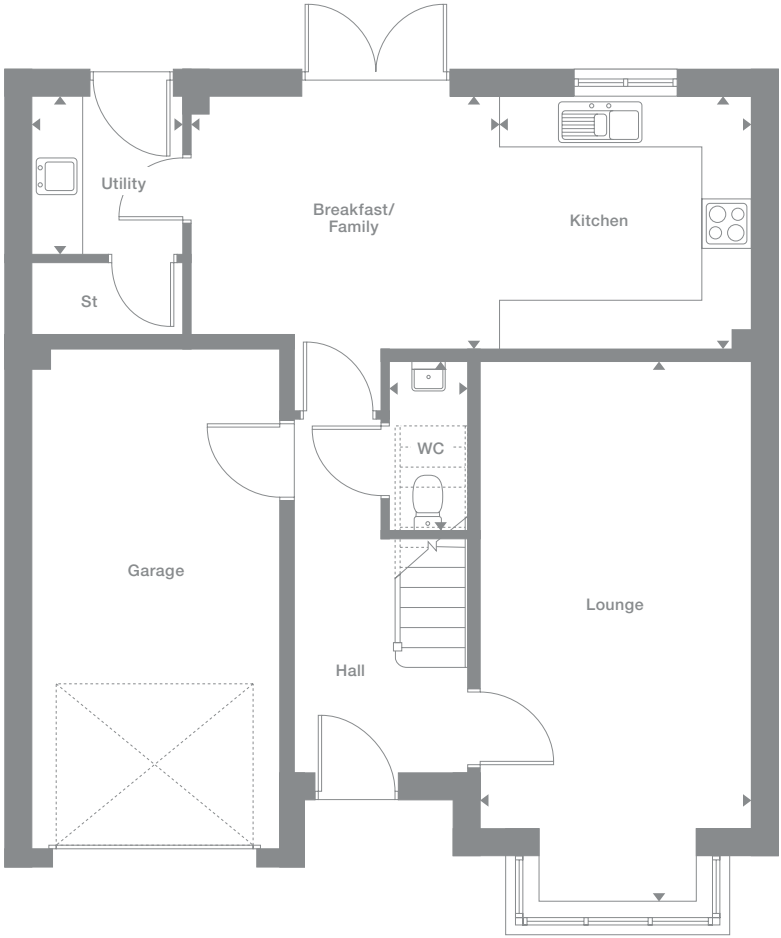 Utility
Breakfast/
Family
Kitchen
St
WC
Garage
Lounge
Hall